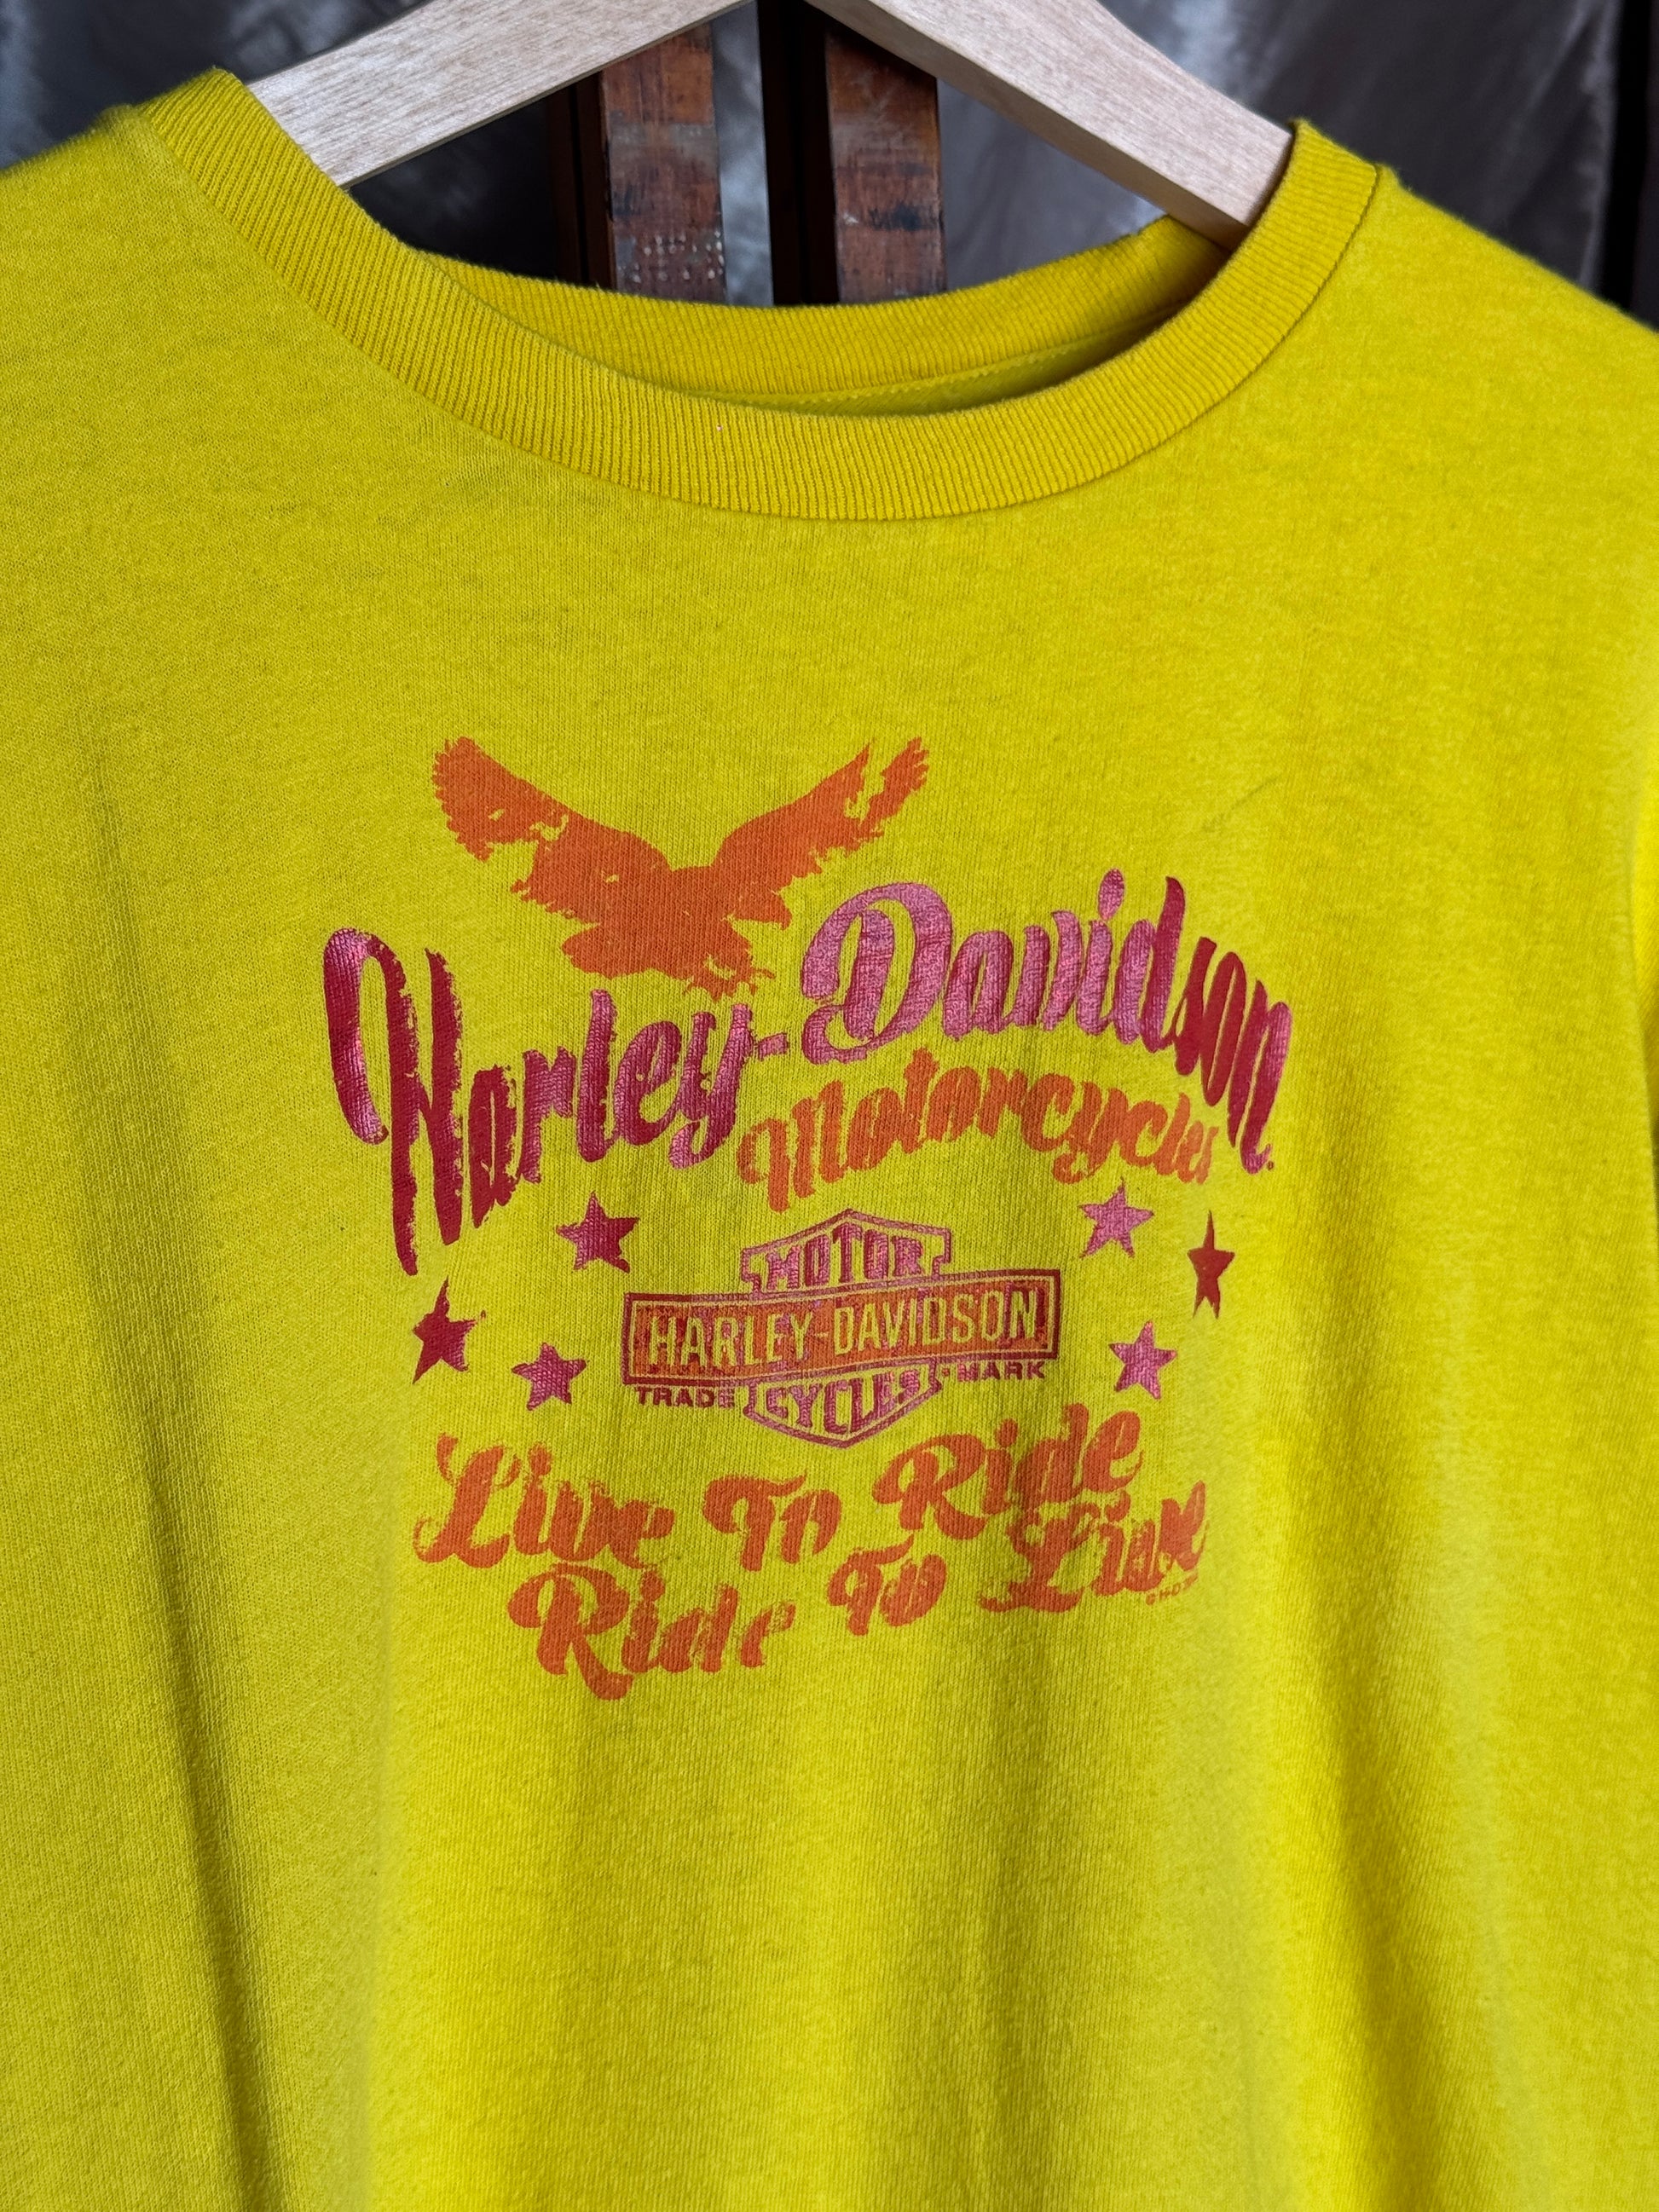 Harley-Davidson
Motorcycles
MOTOR
HARLEY-DAVIDSON
TRADE MARK
CYCLES
Live To Ride
Ride To Live